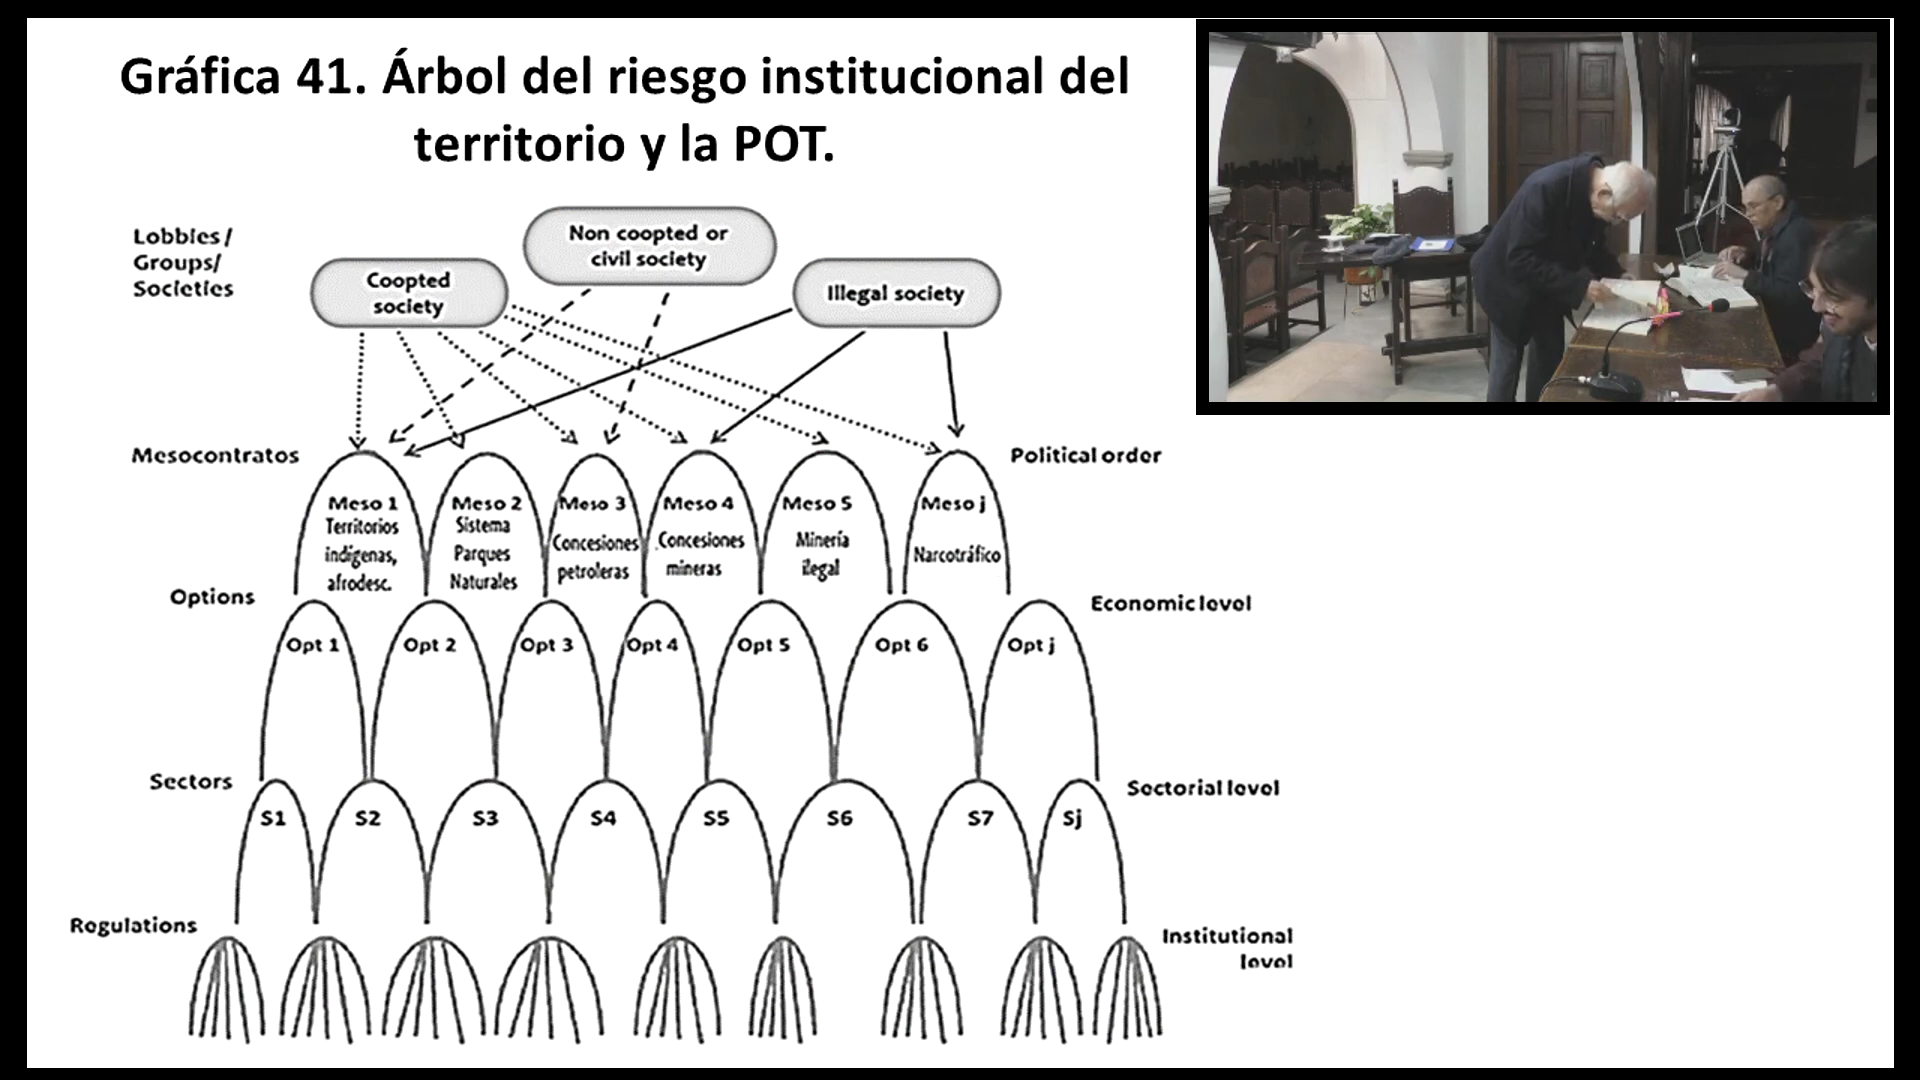 Gráfica 41. Árbol del riesgo institucional del
territorio y la POT.
Lobbies/
Groups/
Societies
Non coopted or
civil society
Coopted
society
Illegal society
Mesocontratos
Political order
Meso 1
Territorios
indígenas,
afrodesc.
Meso 2
Sistema
Parques
Naturales
Meso 3
Concesiones
petroleras
Meso 4
Concesiones
mineras
Meso 5
Minería
ilegal
Meso j
Narcotráfico
Options
Economic level
Opt 1
Opt 2
Opt 3
Opt 4
Opt 5
Opt 6
Opt j
Sectors
Sectorial level
S1
S2
S3
S4
S5
S6
S7
Sj
Regulations
Institutional
level